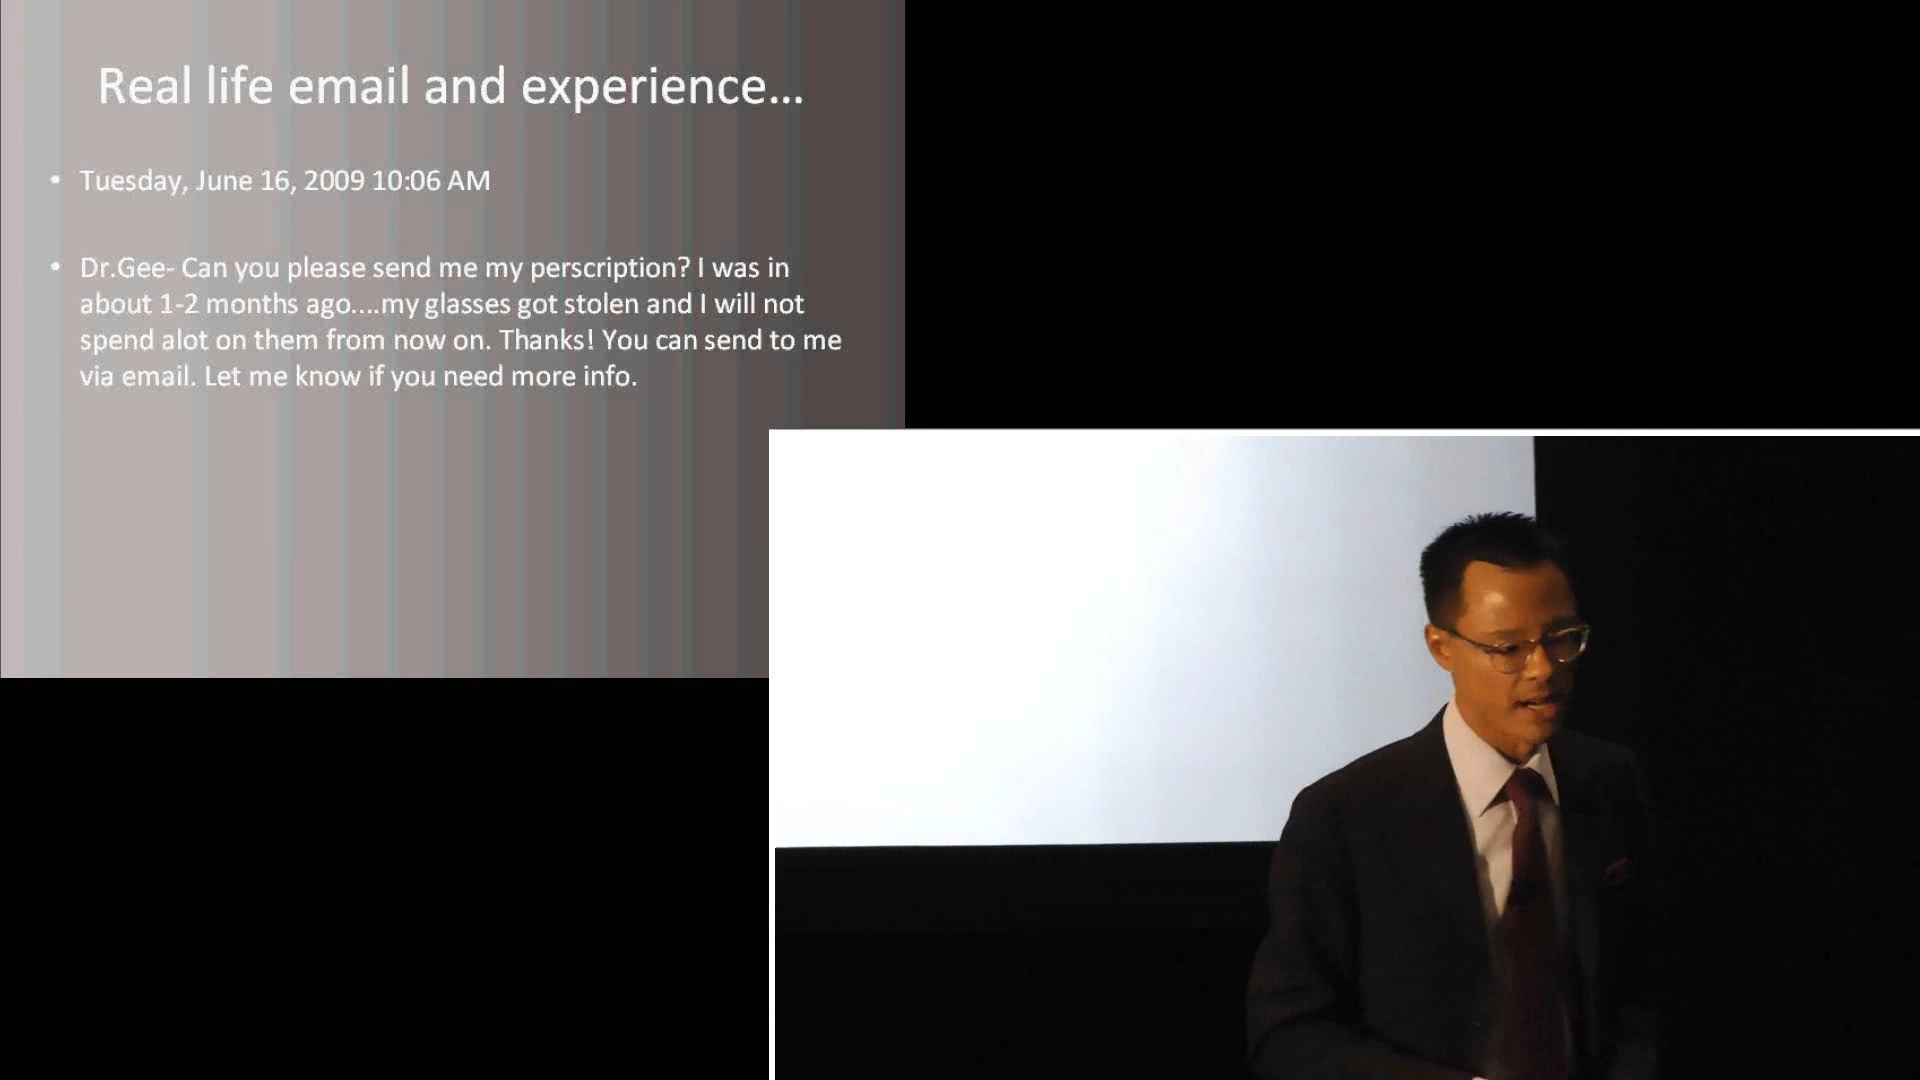 Real life email and experience...
• Tuesday, June 16, 2009 10:06 AM
• Dr.Gee- Can you please send me my perscription? I was in
about 1-2 months ago....my glasses got stolen and I will not
spend alot on them from now on. Thanks! You can send to me
via email. Let me know if you need more info.